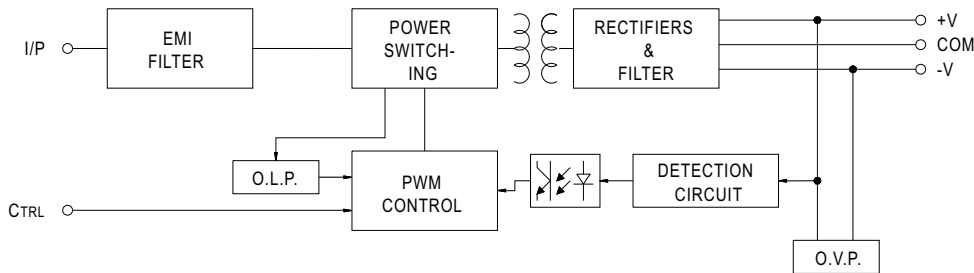 I/P
EMI
FILTER
POWER
SWITCH-
ING
RECTIFIERS
&
FILTER
+V
COM
-V
O.L.P.
PWM
CONTROL
DETECTION
CIRCUIT
CTRL
O.V.P.